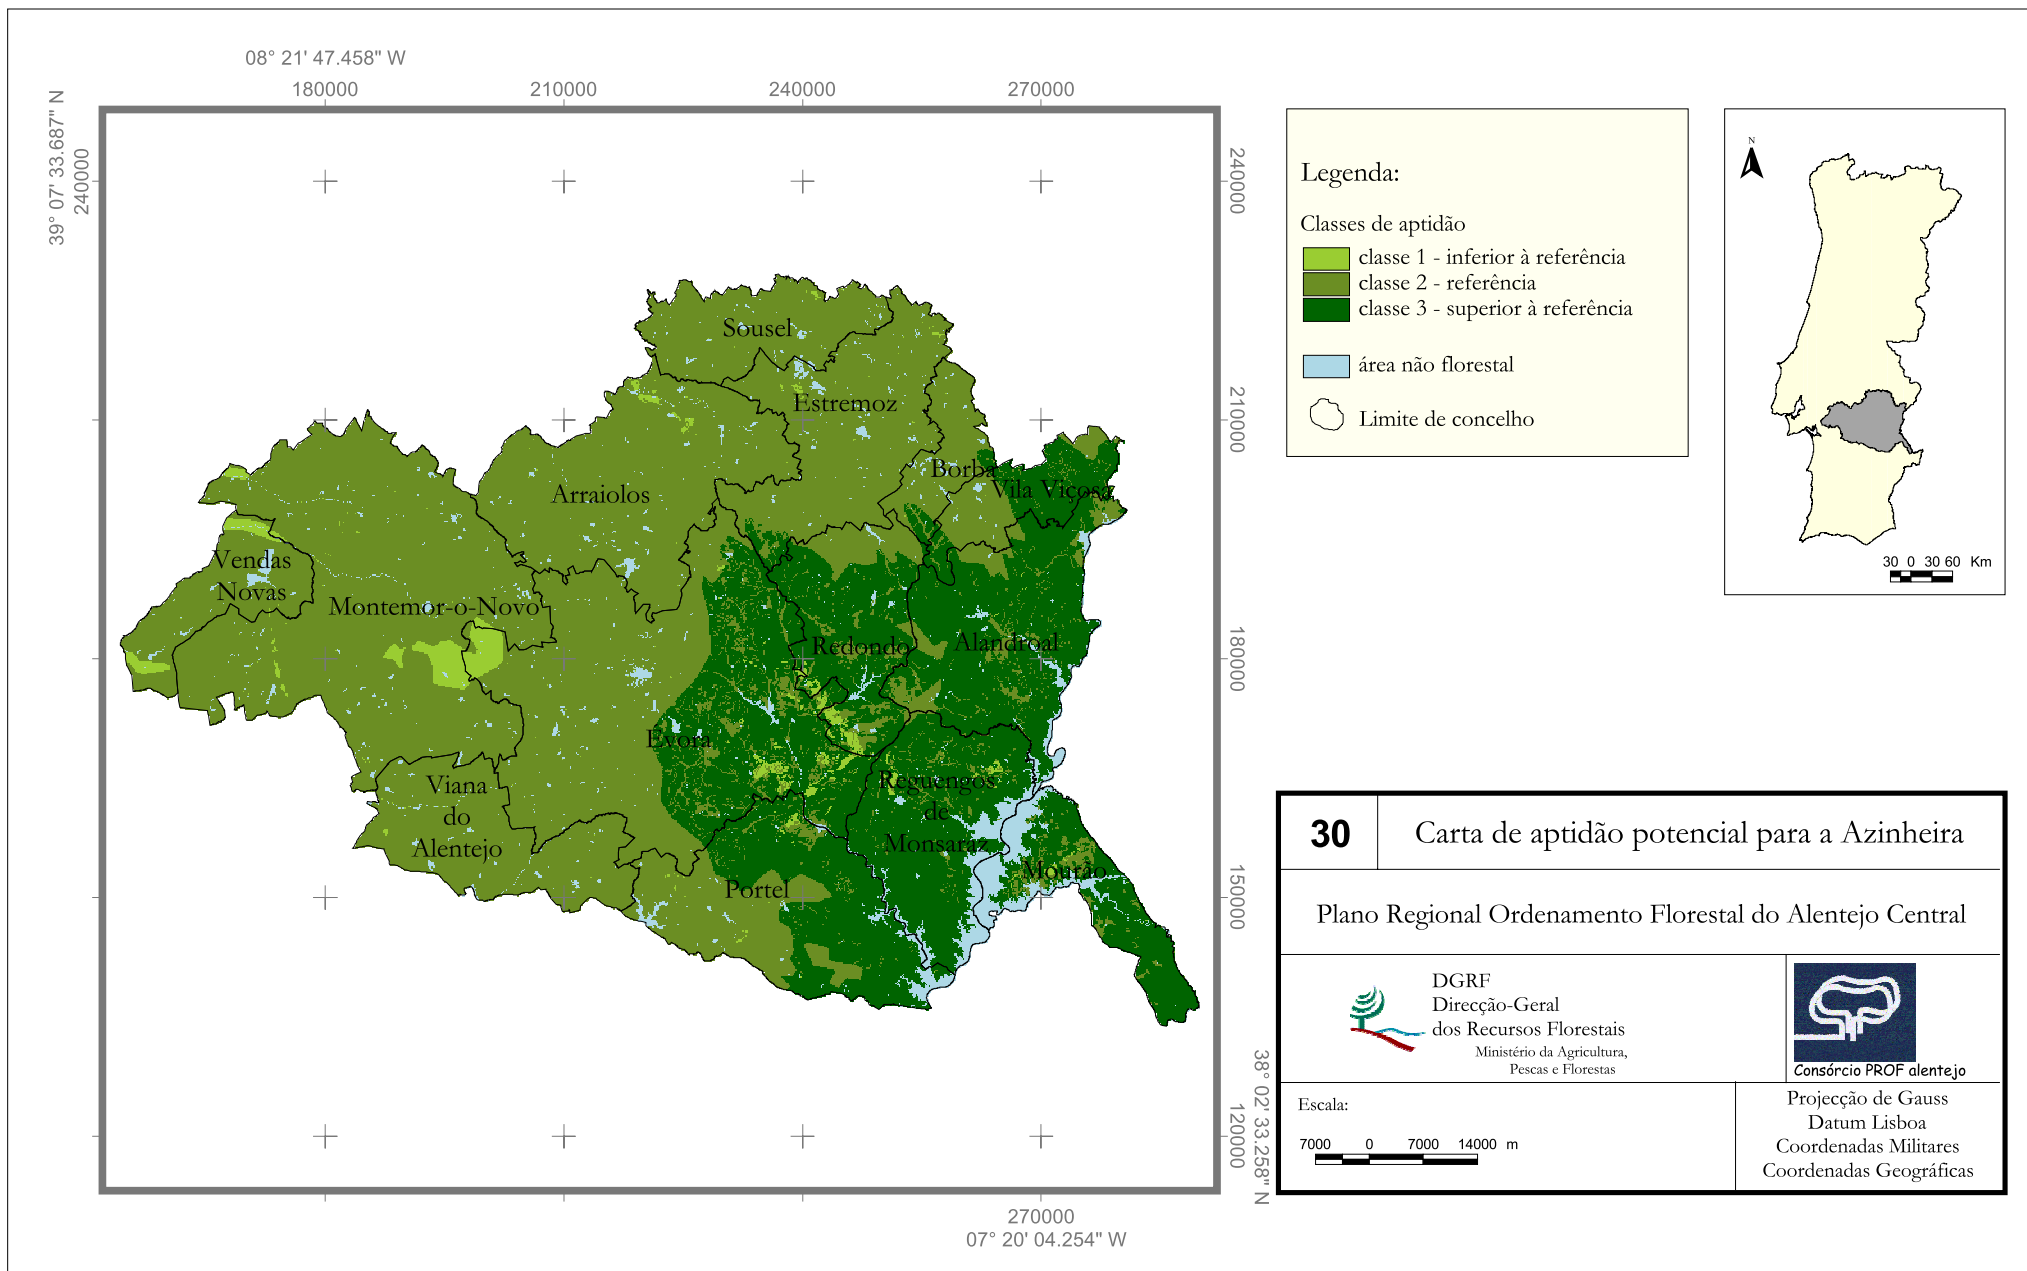 08° 21' 47.458" W
180000
210000
240000
270000
39° 07' 33.687" N
240000
240000
210000
180000
150000
120000
38° 02' 33.258" N
270000
07° 20' 04.254" W
Sousel
Estremoz
Borba
Vila Viçosa
Arraiolos
Vendas
Novas
Montemor-o-Novo
Redondo
Alandroal
Évora
Viana
do
Alentejo
Reguengos
de
Monsaraz
Mourão
Portel
Legenda:
Classes de aptidão
classe 1 - inferior à referência
classe 2 - referência
classe 3 - superior à referência
área não florestal
Limite de concelho
N
30 0 30 60 Km
30
Carta de aptidão potencial para a Azinheira
Plano Regional Ordenamento Florestal do Alentejo Central
DGRF
Direcção-Geral
dos Recursos Florestais
Ministério da Agricultura,
Pescas e Florestas
Consórcio PROF alentejo
Escala:
7000 0 7000 14000 m
Projecção de Gauss
Datum Lisboa
Coordenadas Militares
Coordenadas Geográficas